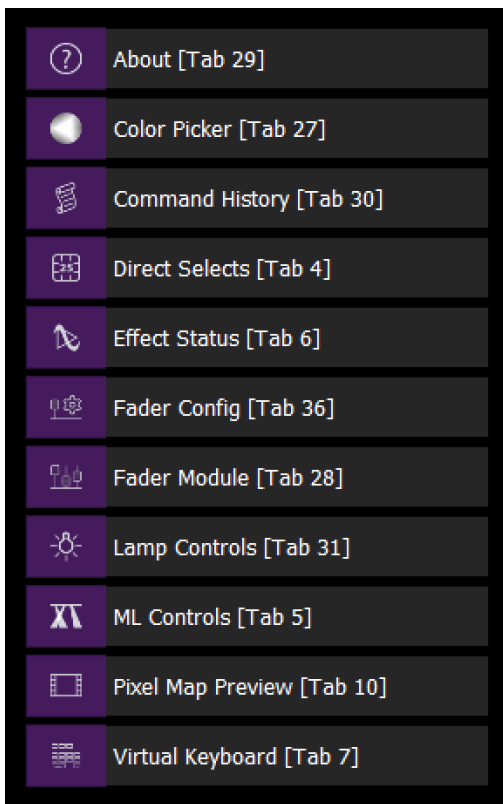 About [Tab 29]
Color Picker [Tab 27]
Command History [Tab 30]
Direct Selects [Tab 4]
Effect Status [Tab 6]
Fader Config [Tab 36]
Fader Module [Tab 28]
Lamp Controls [Tab 31]
ML Controls [Tab 5]
Pixel Map Preview [Tab 10]
Virtual Keyboard [Tab 7]